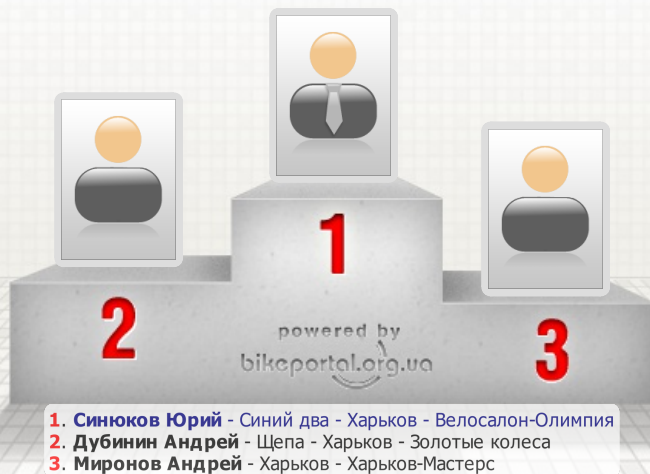 1
2
3
powered by
bikeportal.org.ua
1. Синюков Юрий - Синий два - Харьков - Велосалон-Олимпия
2. Дубинин Андрей - Щепа - Харьков - Золотые колеса
3. Миронов Андрей - Харьков - Харьков-Мастерс